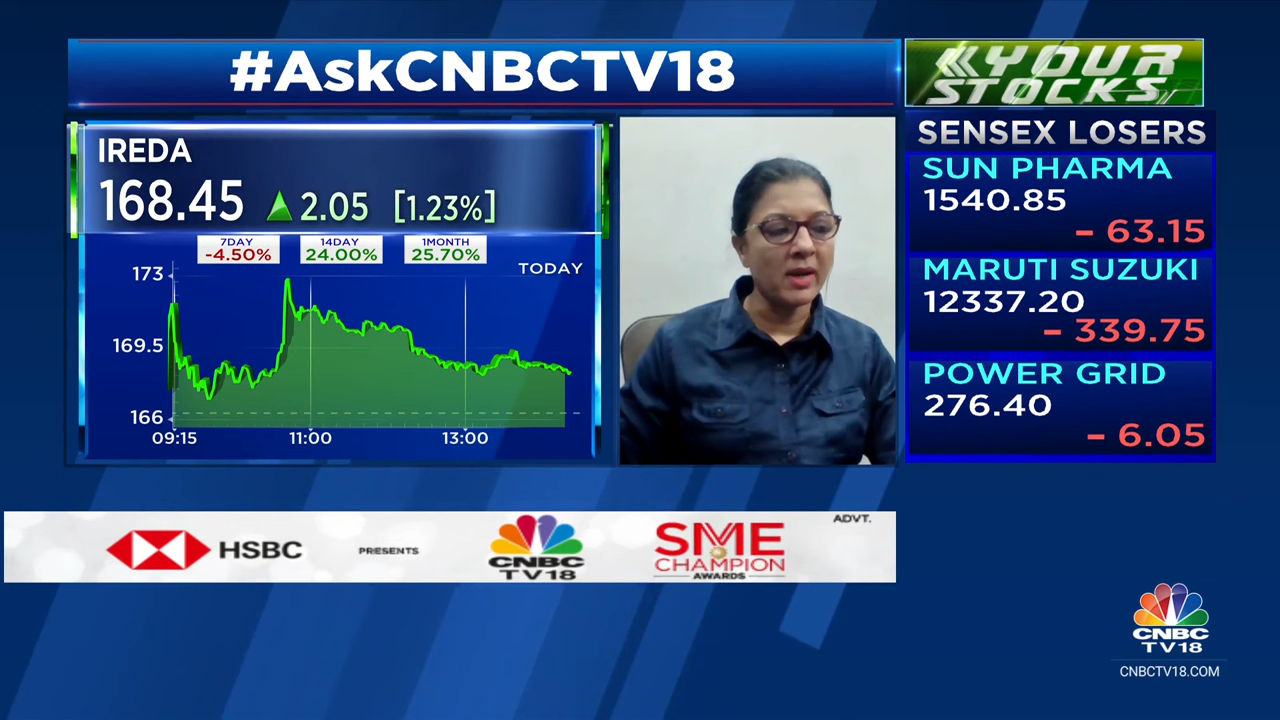 #AskCNBCTV18
YOUR
STOCKS
IREDA
168.45 ▲ 2.05 [1.23%]
7DAY
-4.50%
14DAY
24.00%
1MONTH
25.70%
TODAY
173
169.5
166
09:15
11:00
13:00
SENSEX LOSERS
SUN PHARMA
1540.85
- 63.15
MARUTI SUZUKI
12337.20
- 339.75
POWER GRID
276.40
- 6.05
HSBC
PRESENTS
CNBC
TV18
SME
CHAMPION
AWARDS
ADVT.
CNBC
TV18
CNBCTV18.COM